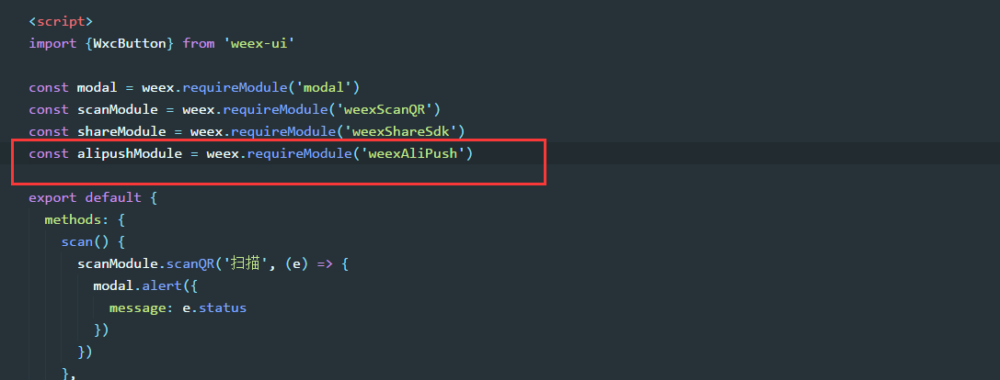 <script>
import {WxcButton} from 'weex-ui'
const modal = weex.requireModule('modal')
const scanModule = weex.requireModule('weexScanQR')
const shareModule = weex.requireModule('weexShareSdk')
const alipushModule = weex.requireModule('weexAliPush')
export default {
methods: {
scan() {
scanModule.scanQR('扫描', (e) => {
modal.alert({
message: e.status
})
})
},